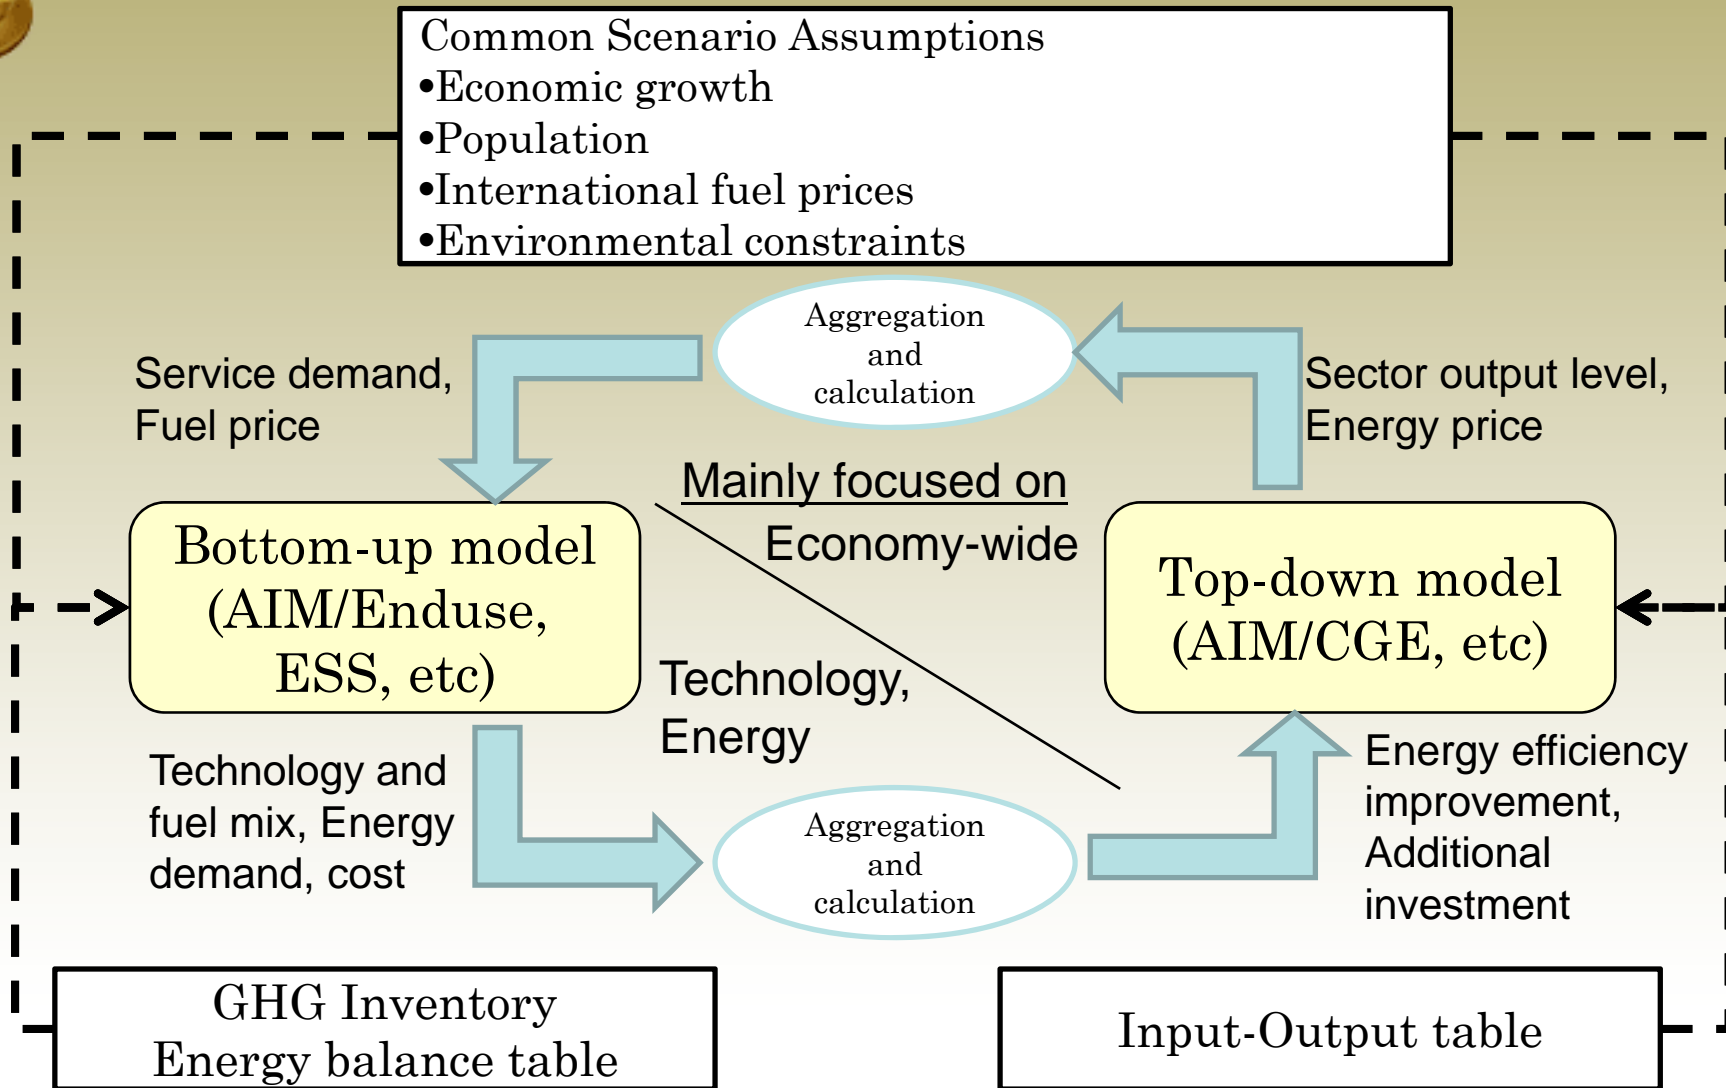 Common Scenario Assumptions
•Economic growth
•Population
•International fuel prices
•Environmental constraints
Aggregation
and
calculation
Service demand,
Fuel price
Sector output level,
Energy price
Mainly focused on
Economy-wide
Bottom-up model
(AIM/Enduse,
ESS, etc)
Top-down model
(AIM/CGE, etc)
Technology,
Energy
Technology and
fuel mix, Energy
demand, cost
Aggregation
and
calculation
Energy efficiency
improvement,
Additional
investment
GHG Inventory
Energy balance table
Input-Output table